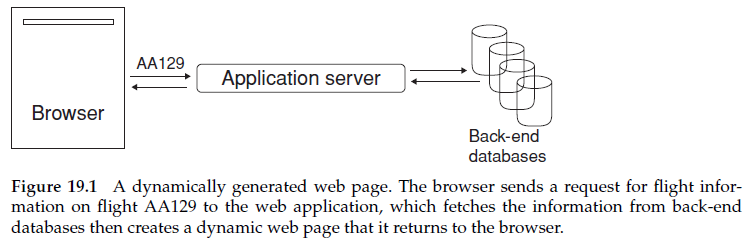 AA129
Application server
Browser
Back-end
databases
Figure 19.1 A dynamically generated web page. The browser sends a request for flight infor-
mation on flight AA129 to the web application, which fetches the information from back-end
databases then creates a dynamic web page that it returns to the browser.